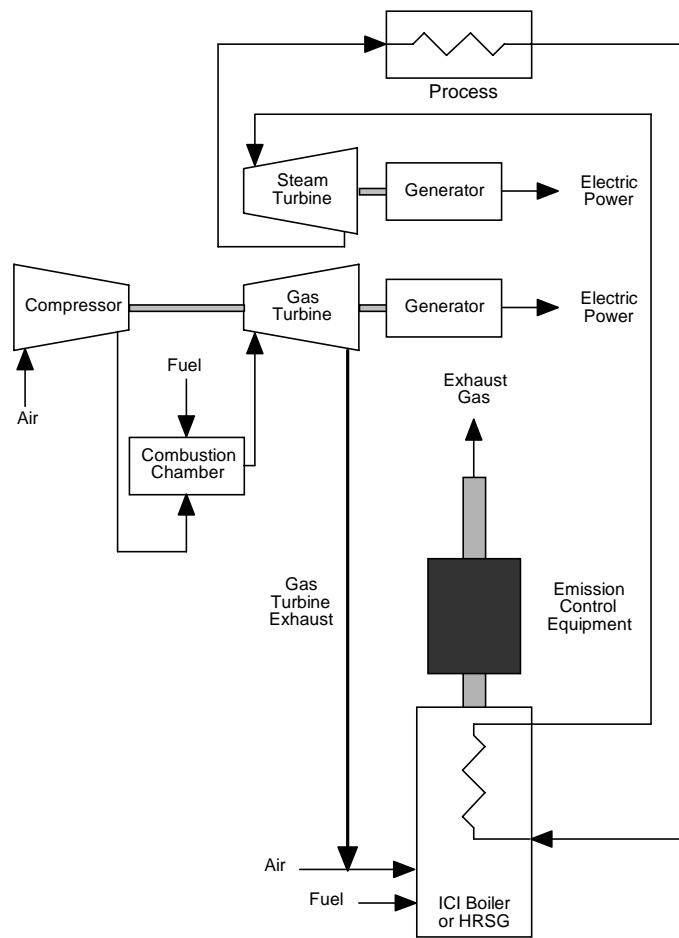 Process
Steam
Turbine
Generator
Electric
Power
Compressor
Gas
Turbine
Generator
Electric
Power
Air
Fuel
Combustion
Chamber
Exhaust
Gas
Gas
Turbine
Exhaust
Emission
Control
Equipment
Air
Fuel
ICI Boiler
or HRSG